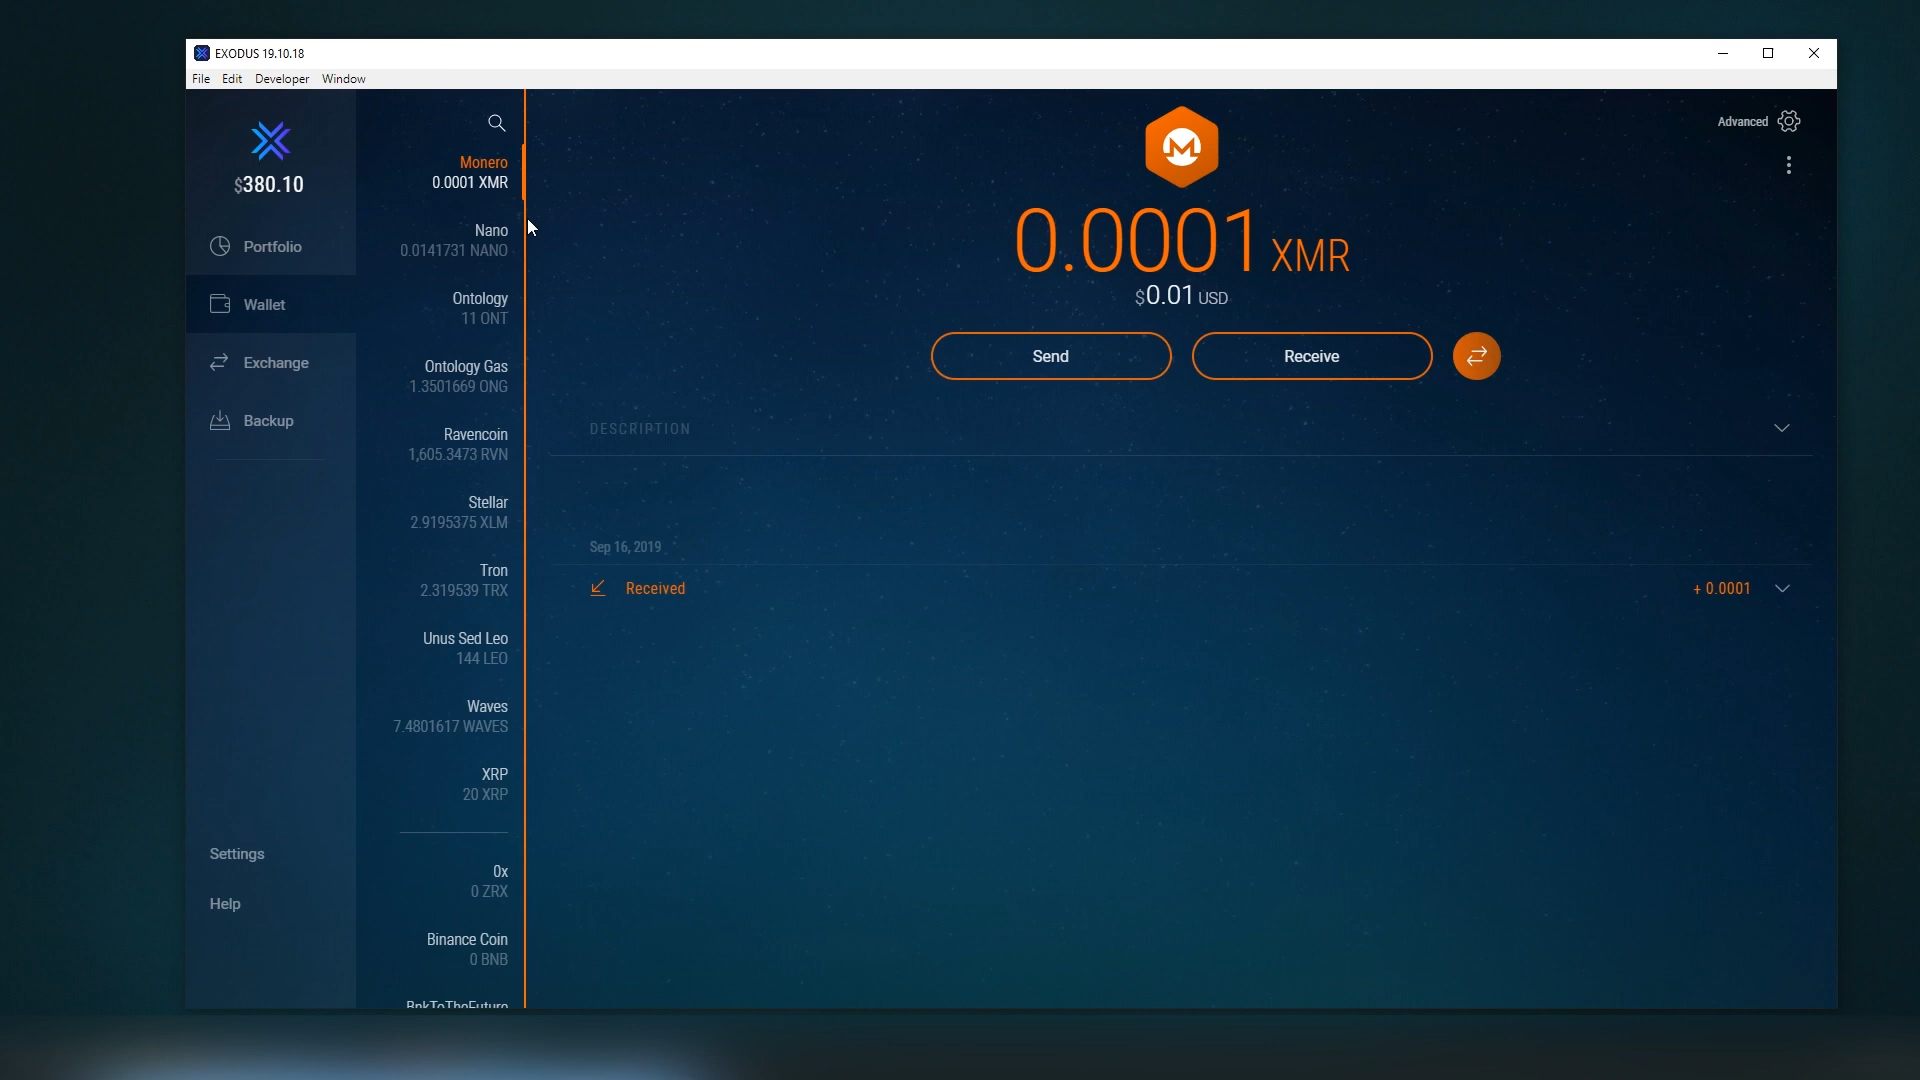 EXODUS 19.10.18
File Edit Developer Window
$380.10
Portfolio
Wallet
Exchange
Backup
Settings
Help
Monero
0.0001 XMR
Nano
0.0141731 NANO
Ontology
11 ONT
Ontology Gas
1.3501669 ONG
Ravencoin
1,605.3473 RVN
Stellar
2.9195375 XLM
Tron
2.319539 TRX
Unus Sed Leo
144 LEO
Waves
7.4801617 WAVES
XRP
20 XRP
0x
0 ZRX
Binance Coin
0 BNB
BnkToTheFuture
Advanced
0.0001 XMR
$0.01 USD
Send
Receive
DESCRIPTION
Sep 16, 2019
Received
+ 0.0001